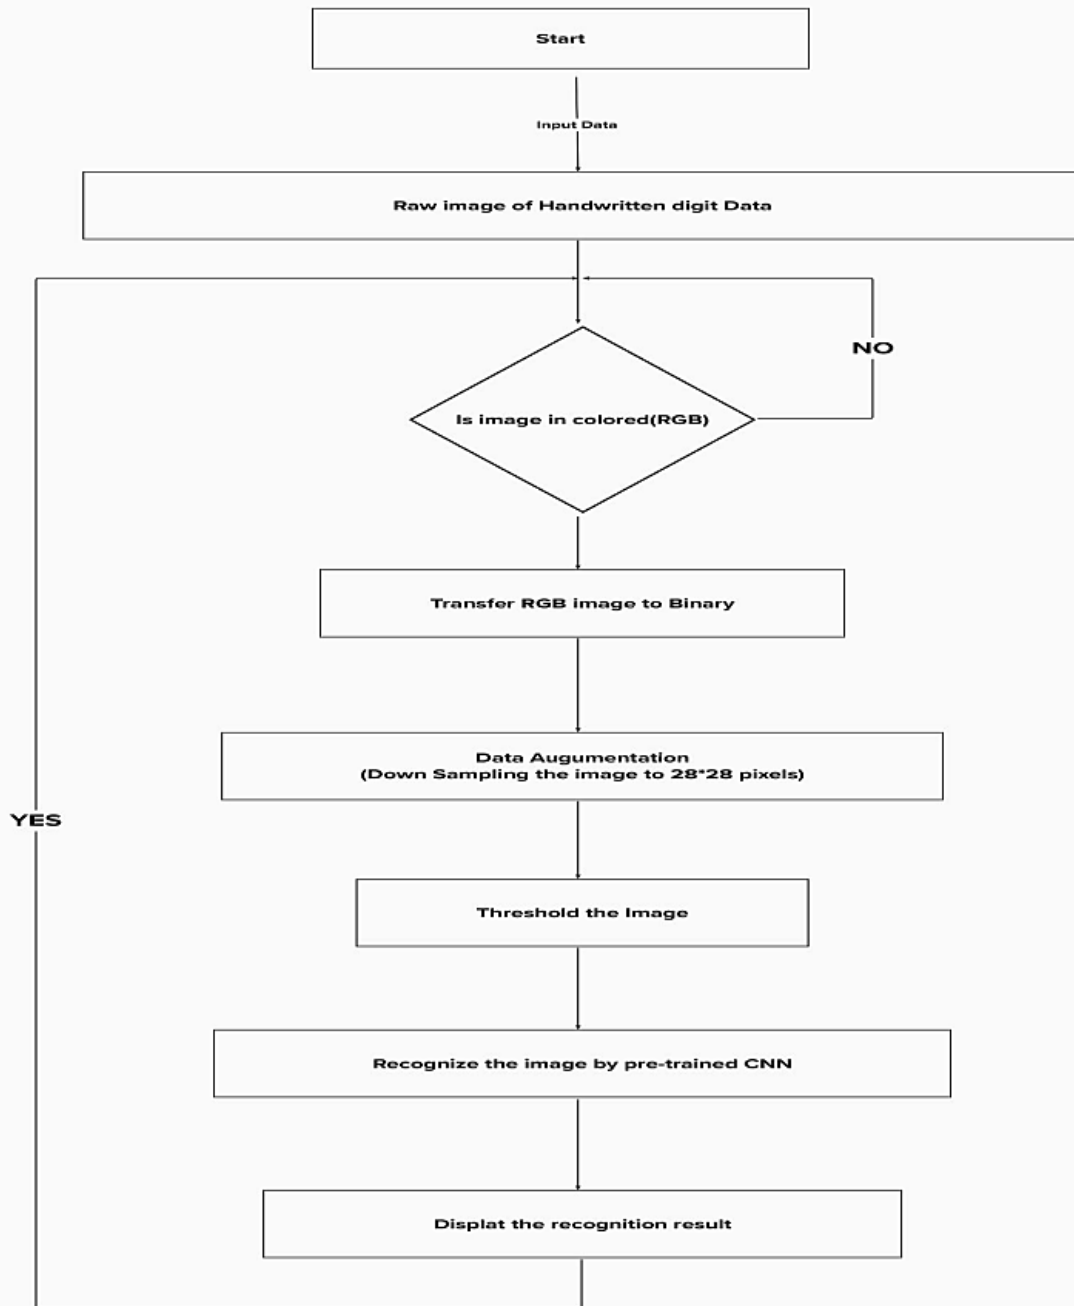 Start
Input Data
Raw image of Handwritten digit Data
NO
Is image in colored(RGB)
Transfer RGB image to Binary
Data Augumentation
(Down Sampling the image to 28*28 pixels)
YES
Threshold the Image
Recognize the image by pre-trained CNN
Displat the recognition result